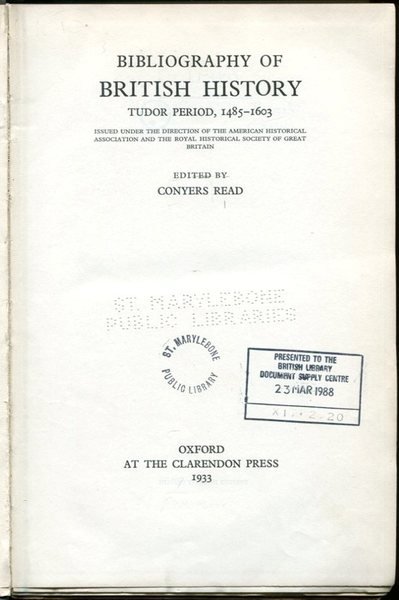 BIBLIOGRAPHY OF
BRITISH HISTORY
TUDOR PERIOD, 1485–1603
ISSUED UNDER THE DIRECTION OF THE AMERICAN HISTORICAL
ASSOCIATION AND THE ROYAL HISTORICAL SOCIETY OF GREAT
BRITAIN
EDITED BY
CONYERS READ
ST. MARYLEBONE
PUBLIC LIBRARIES
ST. MARYLEBONE
PUBLIC LIBRARY
PRESENTED TO THE
BRITISH LIBRARY
DOCUMENT SUPPLY CENTRE
23 MAR 1988
OXFORD
AT THE CLARENDON PRESS
1933